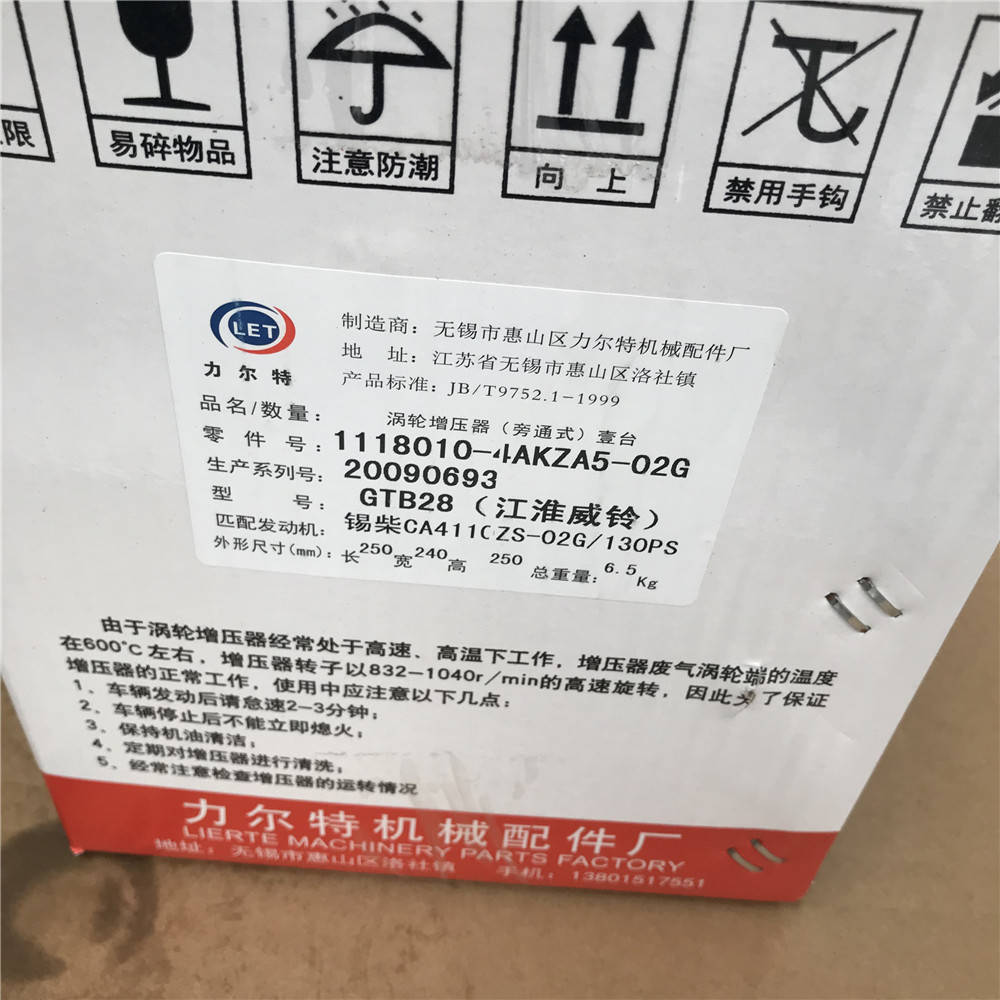 限
易碎物品
注意防潮
向 上
禁用手钩
禁止翻
LET
力尔特
制造商：无锡市惠山区力尔特机械配件厂
地 址：江苏省无锡市惠山区洛社镇
产品标准：JB/T9752.1-1999
品名/数量： 涡轮增压器（旁通式）壹台
零 件 号：1118010-4AKZA5-02G
生产系列号：20090693
型 号： GTB28（江淮威铃）
匹配发动机：锡柴CA4110ZS-02G/130PS
外形尺寸(mm)：长250宽240高 250 总重量：6.5Kg
由于涡轮增压器经常处于高速、高温下工作，增压器废气涡轮端的温度
在600℃左右，增压器转子以832-1040r/min的高速旋转，因此为了保证
增压器的正常工作，使用中应注意以下几点：
1、车辆发动后请怠速2-3分钟；
2、车辆停止后不能立即熄火；
3、保持机油清洁；
4、定期对增压器进行清洗；
5、经常注意检查增压器的运转情况
力尔特机械配件厂
LIERTE MACHINERY PARTS FACTORY
地址：无锡市惠山区洛社镇 手机：13801517551